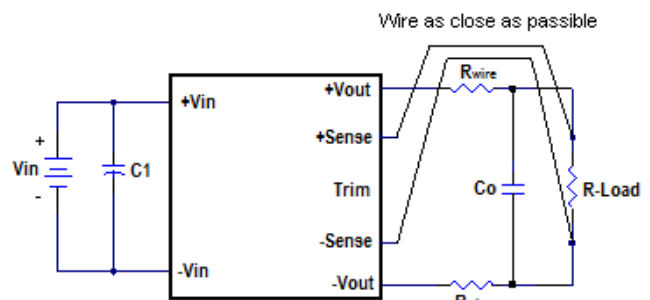 Wire as close as passible
+Vin
+Vout
Rwire
+Sense
+
Vin
-
C1
Trim
Co
R-Load
-Sense
-Vin
-Vout